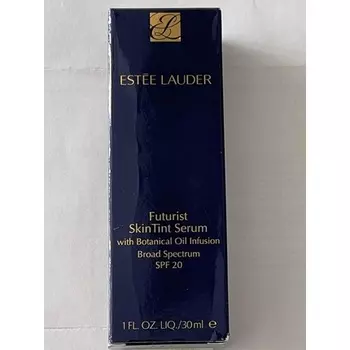 ESTĒE LAUDER
Futurist
SkinTint Serum
with Botanical Oil Infusion
Broad Spectrum
SPF 20
1 FL. OZ. LIQ./30ml ℮